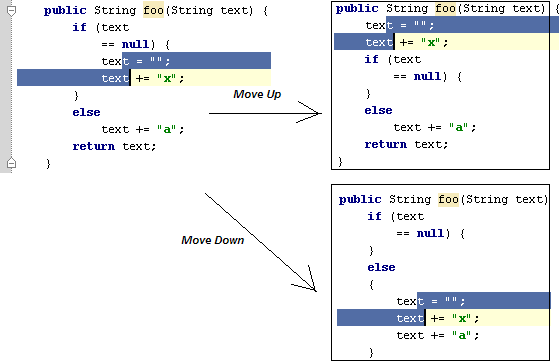 public String foo(String text) {
if (text
== null) {
text = "";
text += "x";
}
else
text += "a";
return text;
}
Move Up
public String foo(String text) {
text = "";
text += "x";
if (text
== null) {
}
else
text += "a";
return text;
}
Move Down
public String foo(String text)
if (text
== null) {
}
else
{
text = "";
text += "x";
text += "a";
}